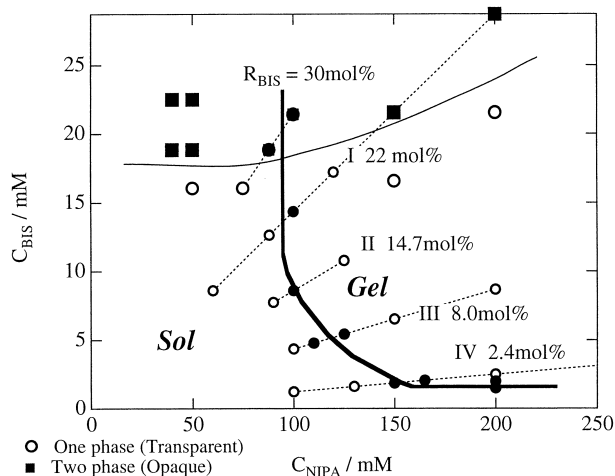 25
20
15
10
5
0
C_BIS / mM
R_BIS = 30mol%
I 22 mol%
II 14.7mol%
Gel
III 8.0mol%
Sol
IV 2.4mol%
0 50 100 150 200 250
○ One phase (Transparent)
■ Two phase (Opaque)
C_NIPA / mM